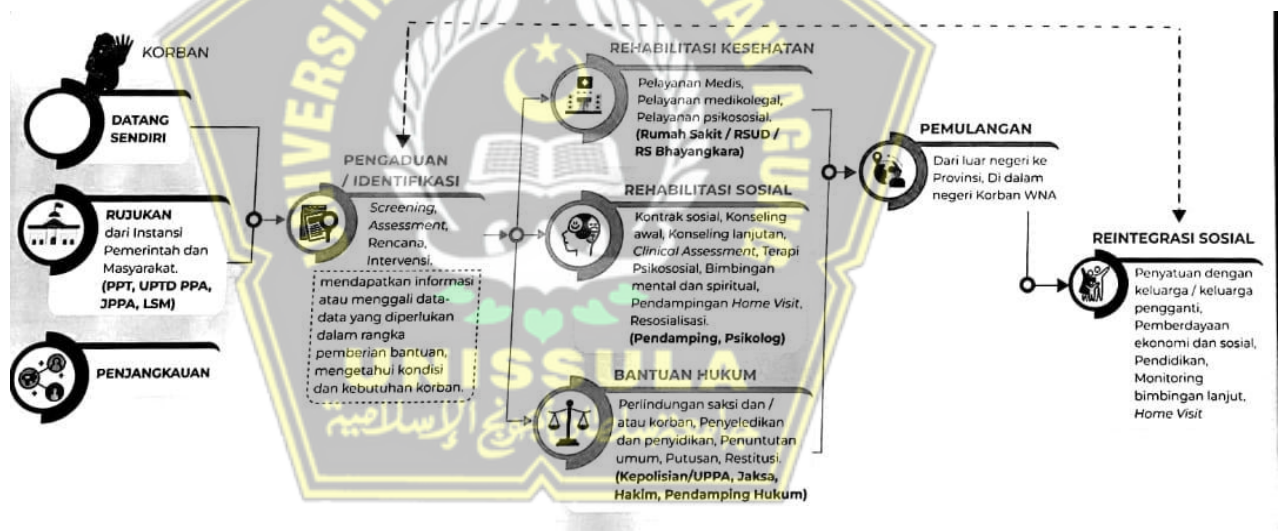 KORBAN
DATANG
SENDIRI
RUJUKAN
dari Instansi
Pemerintah dan
Masyarakat.
(PPT, UPTD PPA,
JPPA, LSM)
PENJANGKAUAN
PENGADUAN
/ IDENTIFIKASI
Screening,
Assessment,
Rencana,
Intervensi.
mendapatkan informasi
atau menggali data-
data yang diperlukan
dalam rangka
pemberian bantuan,
mengetahui kondisi
dan kebutuhan korban.
REHABILITASI KESEHATAN
Pelayanan Medis,
Pelayanan medikolegal,
Pelayanan psikososial.
(Rumah Sakit / RSUD /
RS Bhayangkara)
REHABILITASI SOSIAL
Kontrak sosial, Konseling
awal, Konseling lanjutan,
Clinical Assessment, Terapi
Psikososial, Bimbingan
mental dan spiritual,
Pendampingan Home Visit,
Resosialisasi.
(Pendamping, Psikolog)
BANTUAN HUKUM
Perlindungan saksi dan /
atau korban, Penyeledikan
dan penyidikan, Penuntutan
umum, Putusan, Restitusi.
(Kepolisian/UPPA, Jaksa,
Hakim, Pendamping Hukum)
PEMULANGAN
Dari luar negeri ke
Provinsi, Di dalam
negeri Korban WNA
REINTEGRASI SOSIAL
Penyatuan dengan
keluarga / keluarga
pengganti,
Pemberdayaan
ekonomi dan sosial,
Pendidikan,
Monitoring
bimbingan lanjut,
Home Visit
UNISSULA